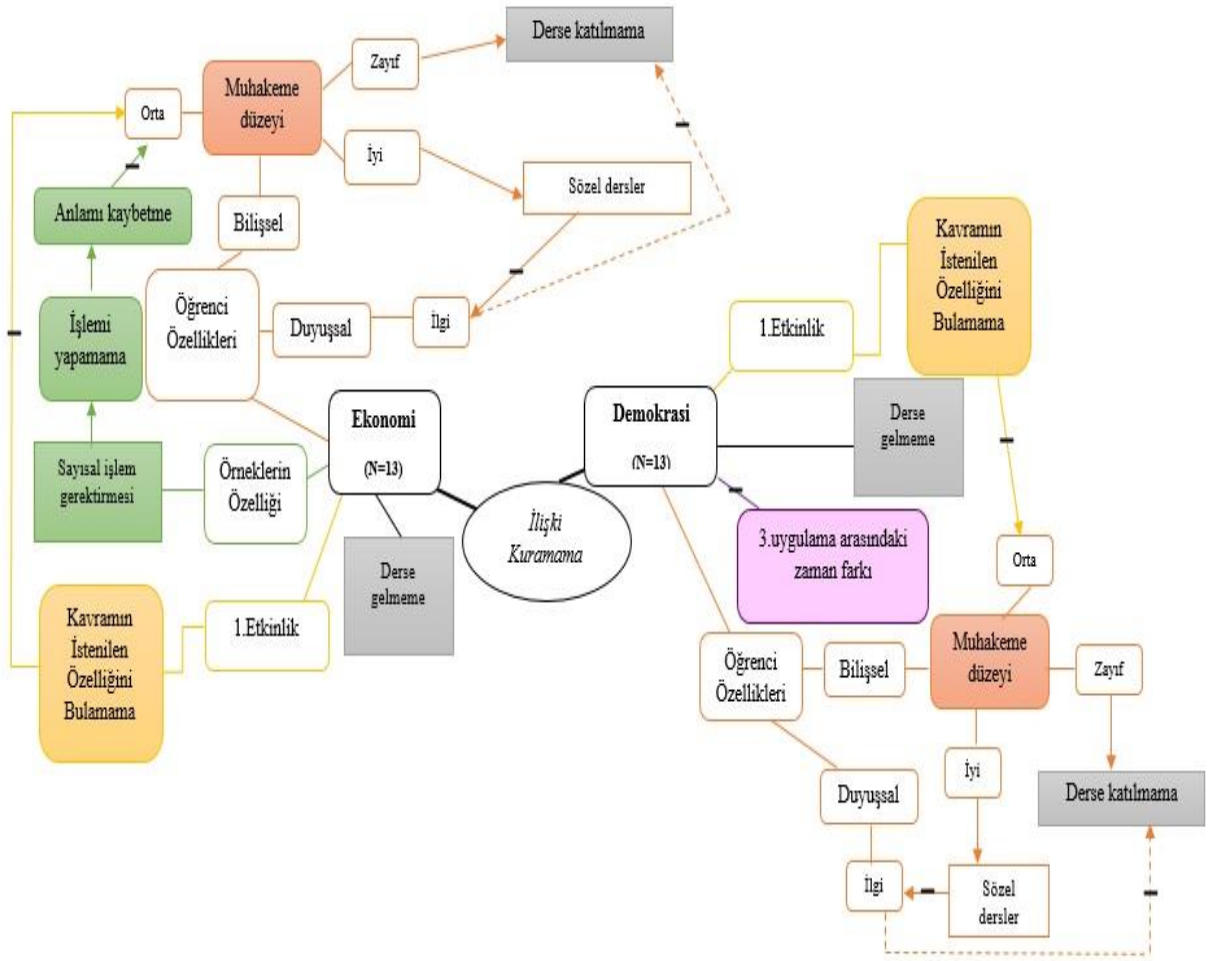 Derse katılmama
Zayıf
Muhakeme
düzeyi
Orta
İyi
Sözel dersler
Anlamı kaybetme
Bilişsel
Öğrenci
Özellikleri
Duyuşsal
İlgi
İşlemi
yapamama
Sayısal işlem
gerektirmesi
Örneklerin
Özelliği
Ekonomi
(N=13)
Derse
gelmeme
1.Etkinlik
Kavramın
İstenilen
Özelliğini
Bulamama
İlişki
Kuramama
Demokrasi
(N=13)
1.Etkinlik
Kavramın
İstenilen
Özelliğini
Bulamama
Derse
gelmeme
3.uygulama arasındaki
zaman farkı
Orta
Öğrenci
Özellikleri
Bilişsel
Muhakeme
düzeyi
Zayıf
İyi
Duyuşsal
Derse katılmama
İlgi
Sözel
dersler